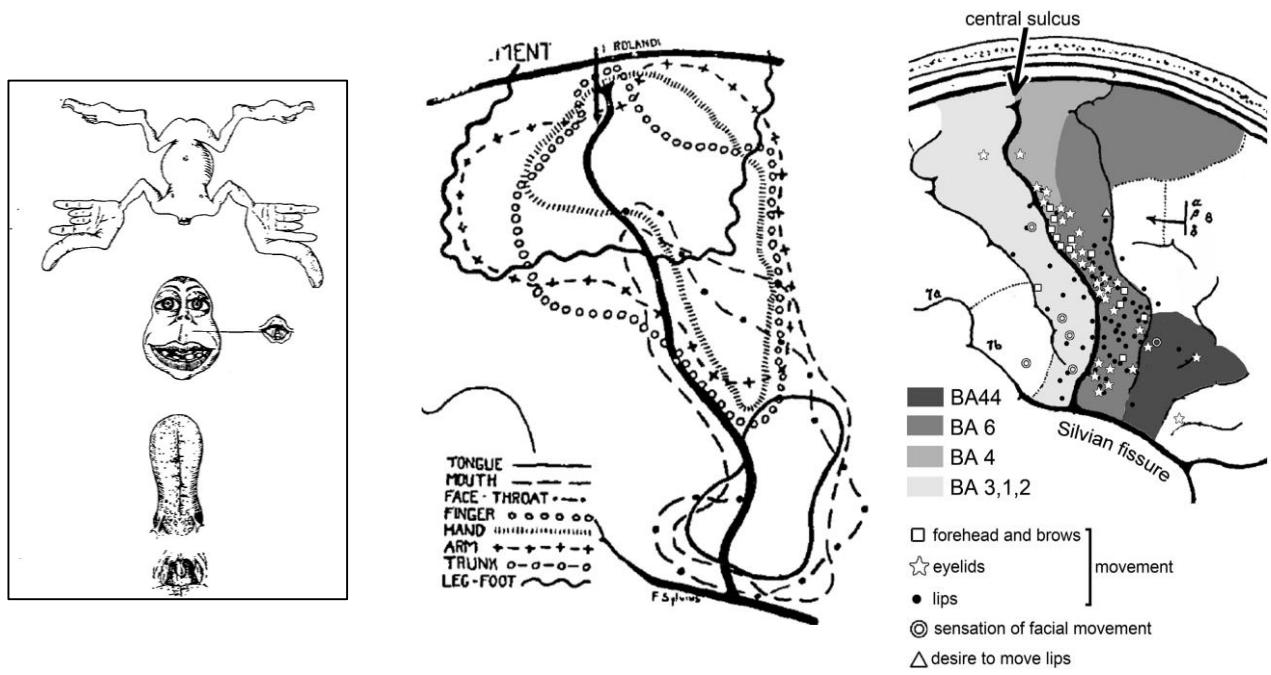 MENT
ROLANDI
TONGUE
MOUTH
FACE - THROAT
FINGER
HAND
ARM
TRUNK
LEG-FOOT
F Sylvius
central sulcus
α
β θ
δ
7a
7b
BA44
BA 6
BA 4
BA 3,1,2
Silvian fissure
forehead and brows
eyelids
movement
lips
sensation of facial movement
desire to move lips